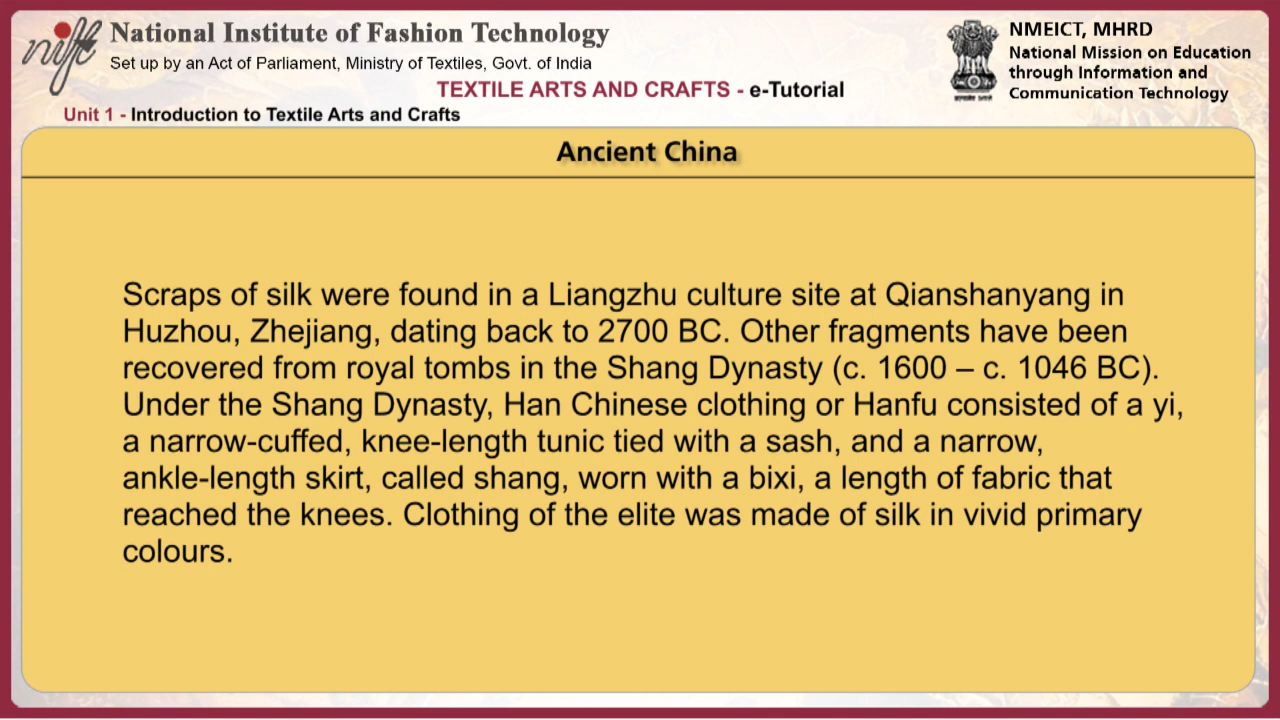 nift
National Institute of Fashion Technology
Set up by an Act of Parliament, Ministry of Textiles, Govt. of India
NMEICT, MHRD
National Mission on Education
through Information and
Communication Technology
TEXTILE ARTS AND CRAFTS - e-Tutorial
Unit 1 - Introduction to Textile Arts and Crafts
Ancient China
Scraps of silk were found in a Liangzhu culture site at Qianshanyang in
Huzhou, Zhejiang, dating back to 2700 BC. Other fragments have been
recovered from royal tombs in the Shang Dynasty (c. 1600 – c. 1046 BC).
Under the Shang Dynasty, Han Chinese clothing or Hanfu consisted of a yi,
a narrow-cuffed, knee-length tunic tied with a sash, and a narrow,
ankle-length skirt, called shang, worn with a bixi, a length of fabric that
reached the knees. Clothing of the elite was made of silk in vivid primary
colours.